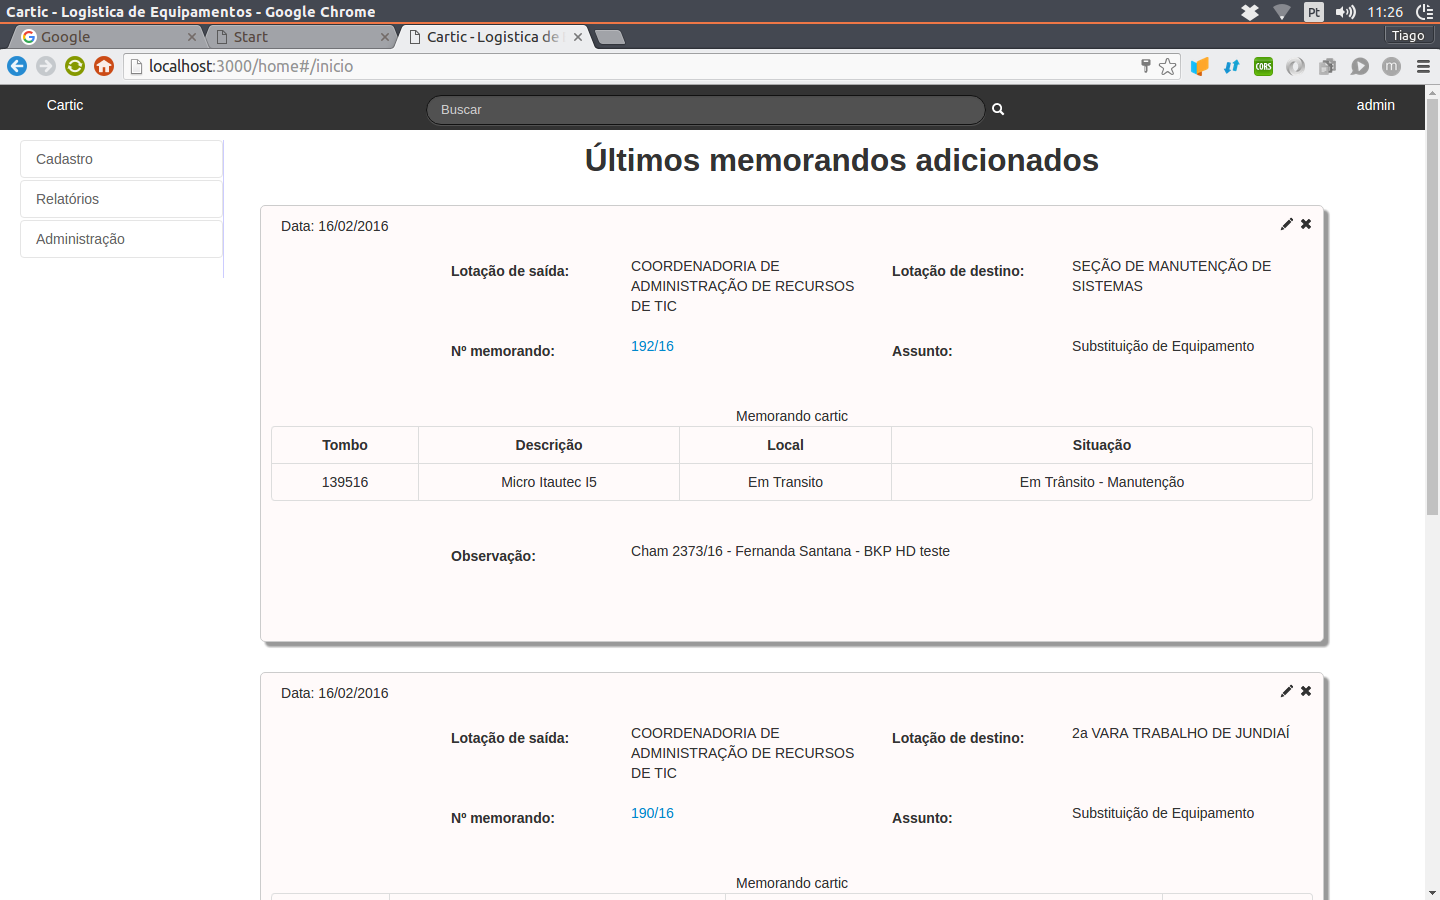 Cartic - Logistica de Equipamentos - Google Chrome
Pt
11:26
Google
Start
Cartic - Logistica de
Tiago
localhost:3000/home#/inicio
CORS
m
Cartic
Buscar
admin
Cadastro
Relatórios
Administração
Últimos memorandos adicionados
Data: 16/02/2016
Lotação de saída:
COORDENADORIA DE
ADMINISTRAÇÃO DE RECURSOS
DE TIC
Lotação de destino:
SEÇÃO DE MANUTENÇÃO DE
SISTEMAS
Nº memorando:
192/16
Assunto:
Substituição de Equipamento
Memorando cartic
Tombo Descrição Local Situação
139516 Micro Itautec I5 Em Transito Em Trânsito - Manutenção
Observação:
Cham 2373/16 - Fernanda Santana - BKP HD teste
Data: 16/02/2016
Lotação de saída:
COORDENADORIA DE
ADMINISTRAÇÃO DE RECURSOS
DE TIC
Lotação de destino:
2a VARA TRABALHO DE JUNDIAÍ
Nº memorando:
190/16
Assunto:
Substituição de Equipamento
Memorando cartic